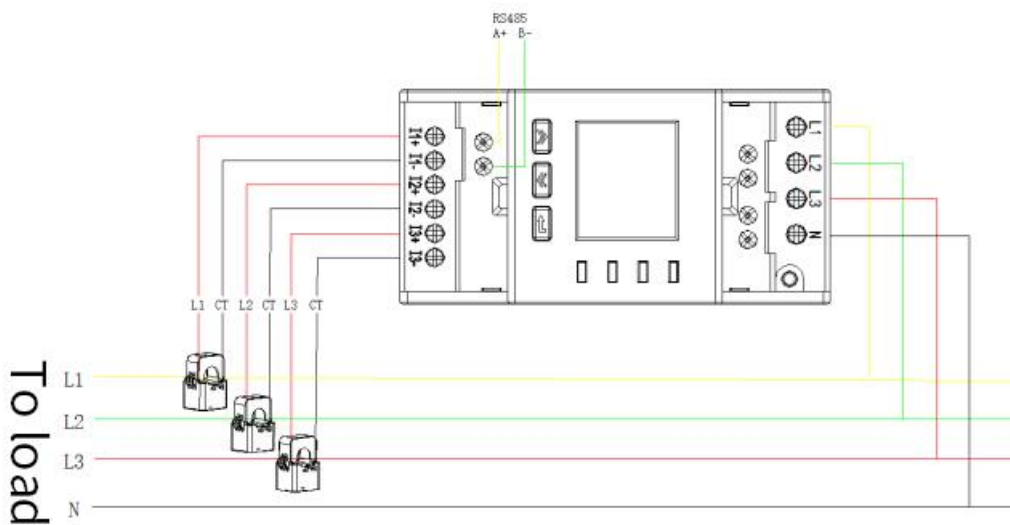 RS485
A+ B-
I1+
I1-
I2+
I2-
I3+
I3-
L1
L2
L3
N
L1 CT L2 CT L3 CT
To load
L1
L2
L3
N